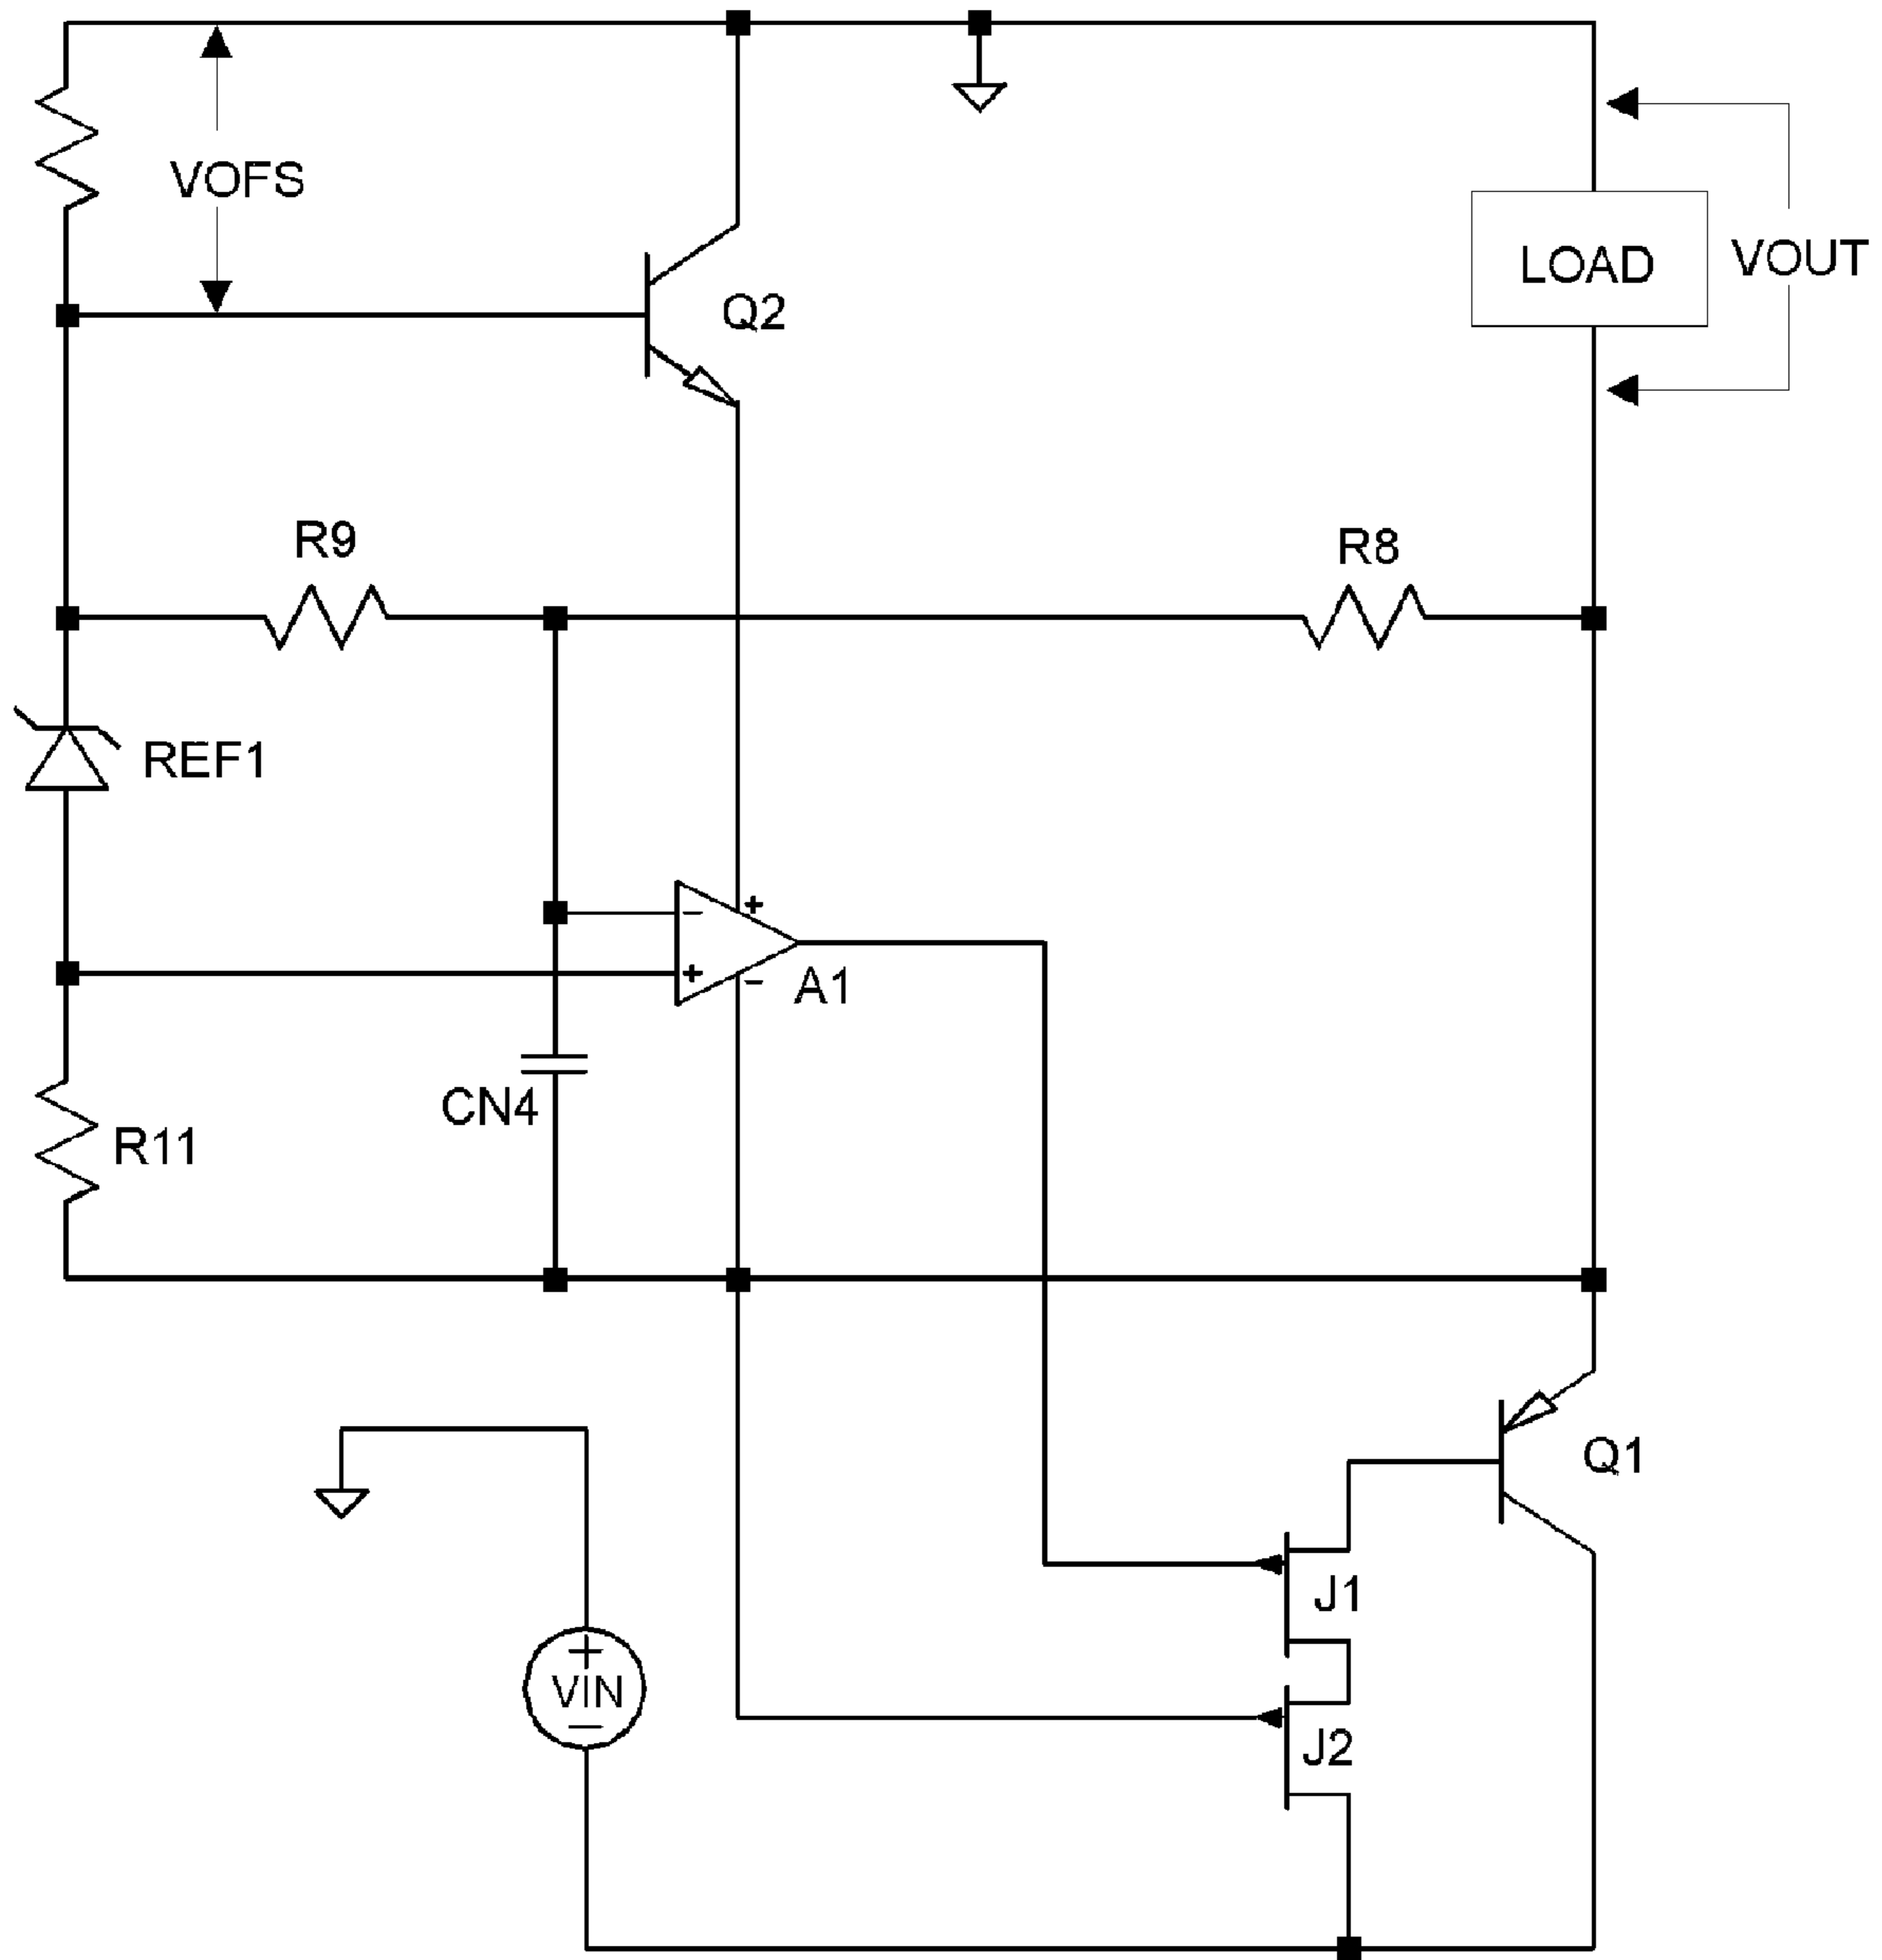 VOFS
LOAD
VOUT
Q2
R9
R8
REF1
−
+
+
−
A1
CN4
R11
Q1
J1
+
VIN
−
J2